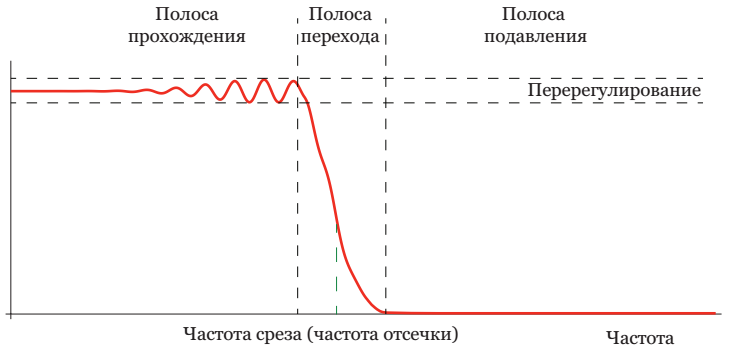 Полоса
прохождения
Полоса
перехода
Полоса
подавления
Перерегулирование
Частота среза (частота отсечки)
Частота